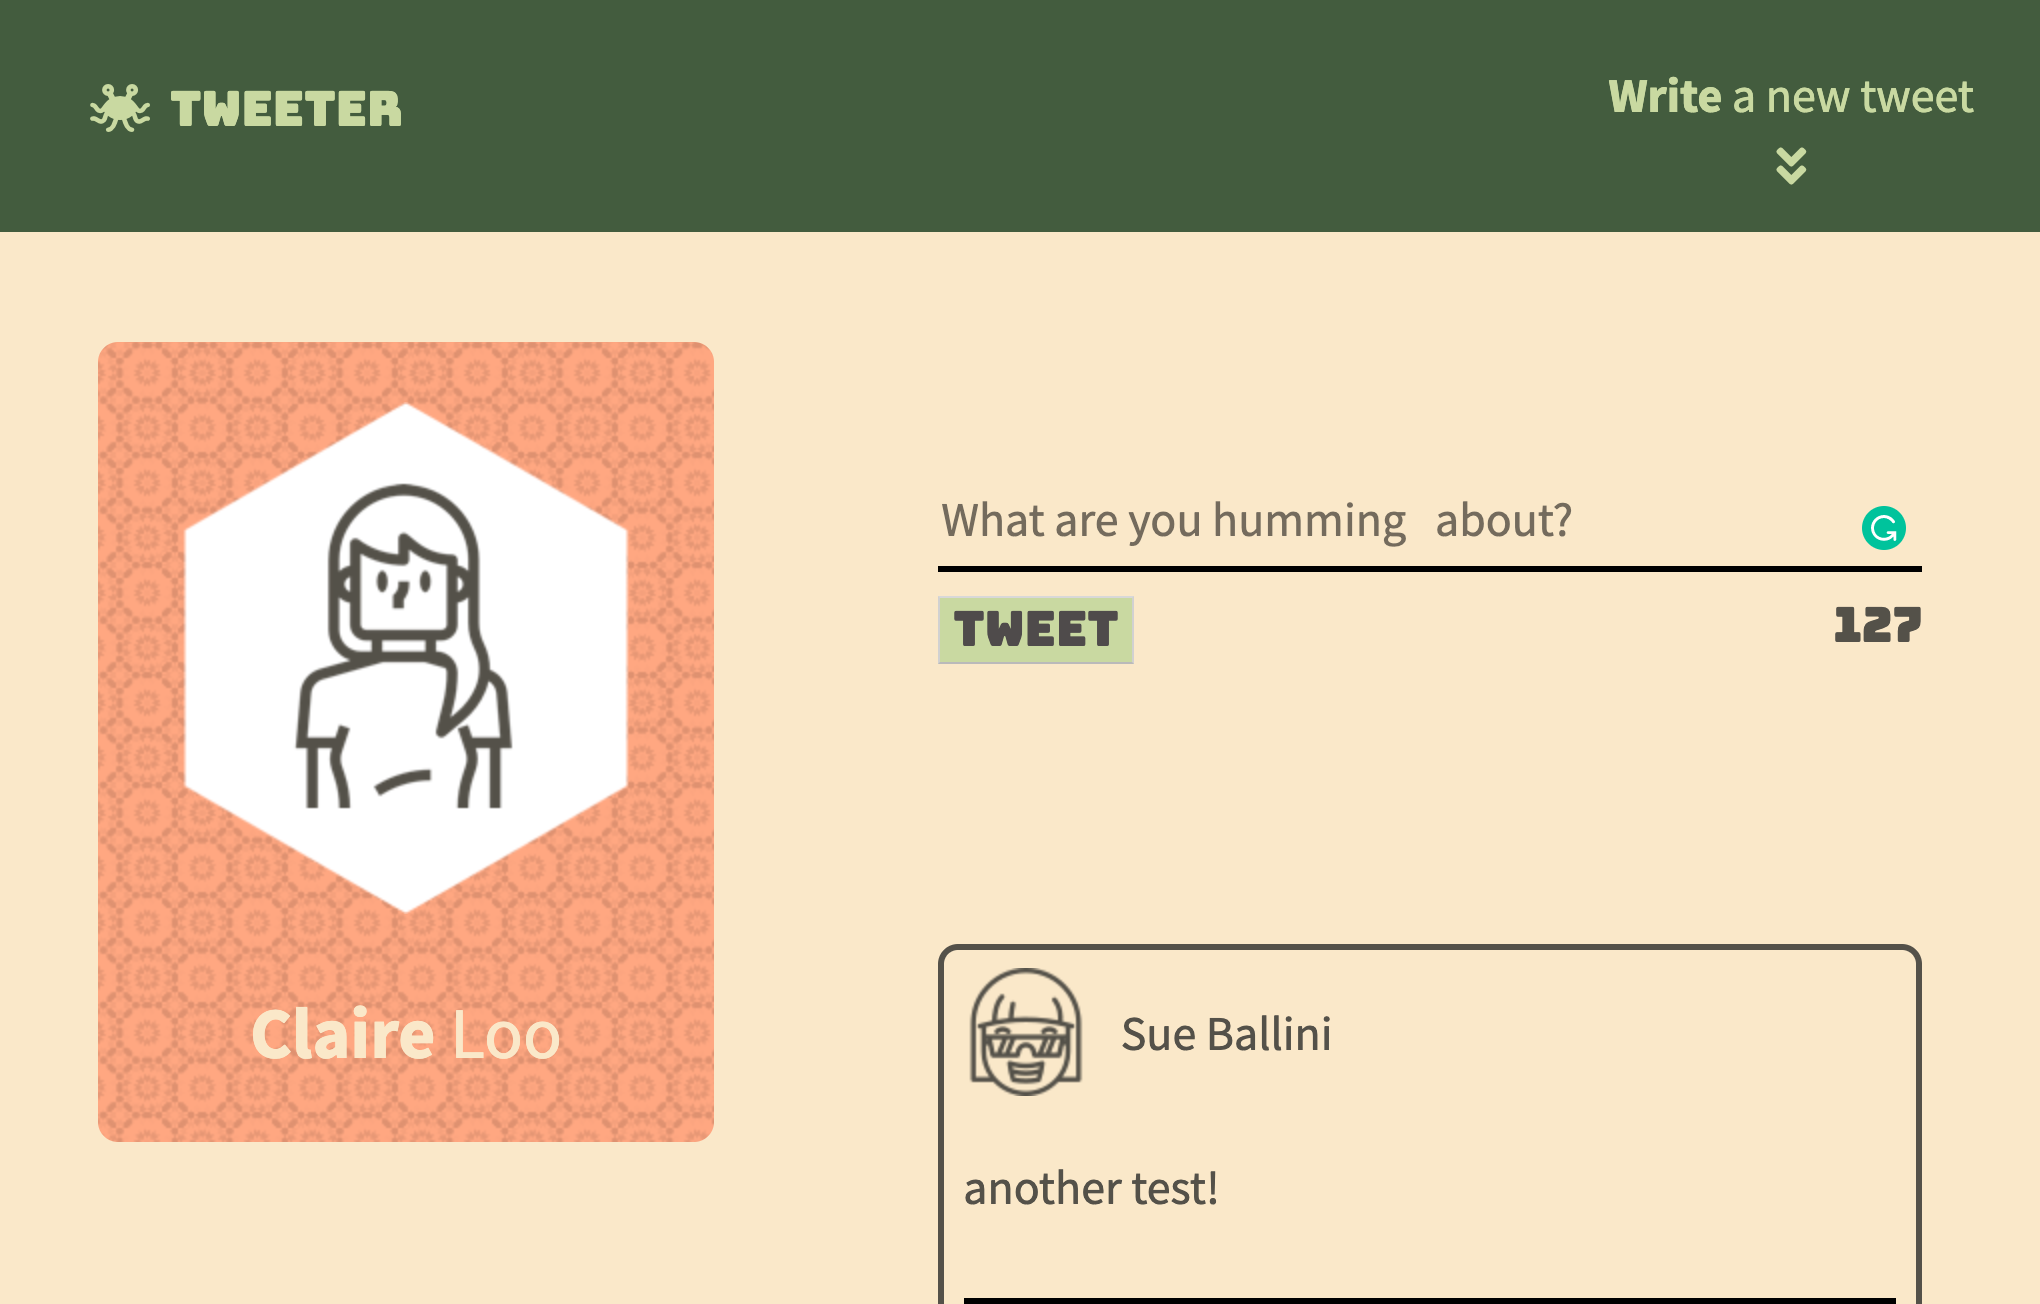 TWEETER
Write a new tweet
What are you humming   about?
TWEET
127
Claire Loo
Sue Ballini
another test!